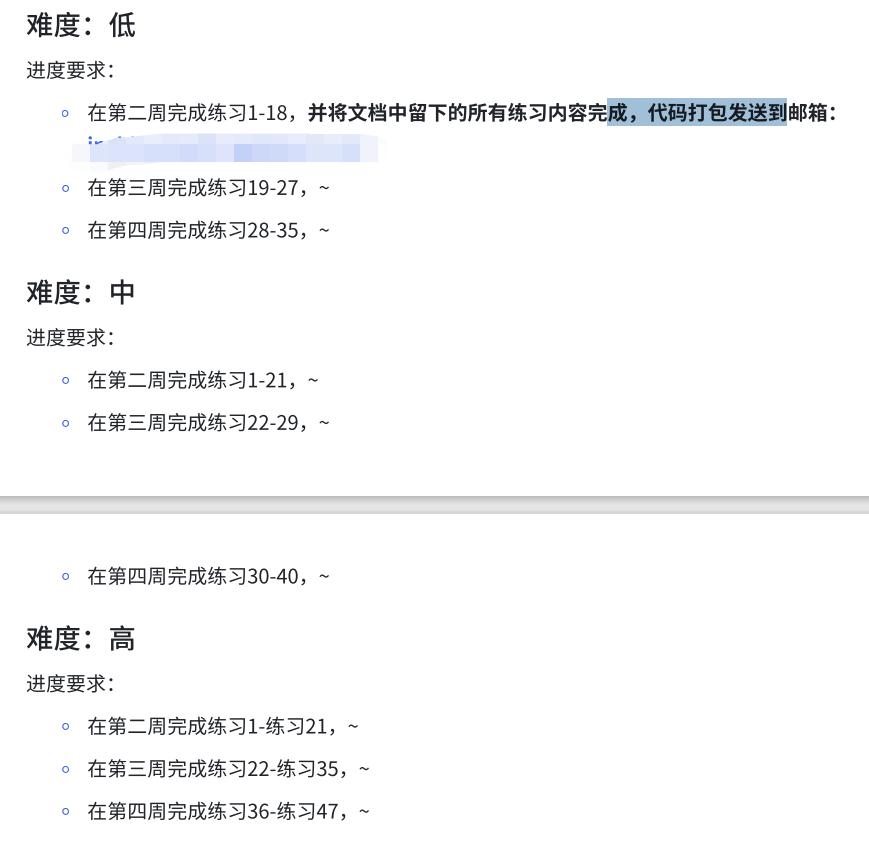 难度：低
进度要求：
在第二周完成练习1-18，并将文档中留下的所有练习内容完成，代码打包发送到邮箱：
在第三周完成练习19-27，~
在第四周完成练习28-35，~
难度：中
进度要求：
在第二周完成练习1-21，~
在第三周完成练习22-29，~
在第四周完成练习30-40，~
难度：高
进度要求：
在第二周完成练习1-练习21，~
在第三周完成练习22-练习35，~
在第四周完成练习36-练习47，~